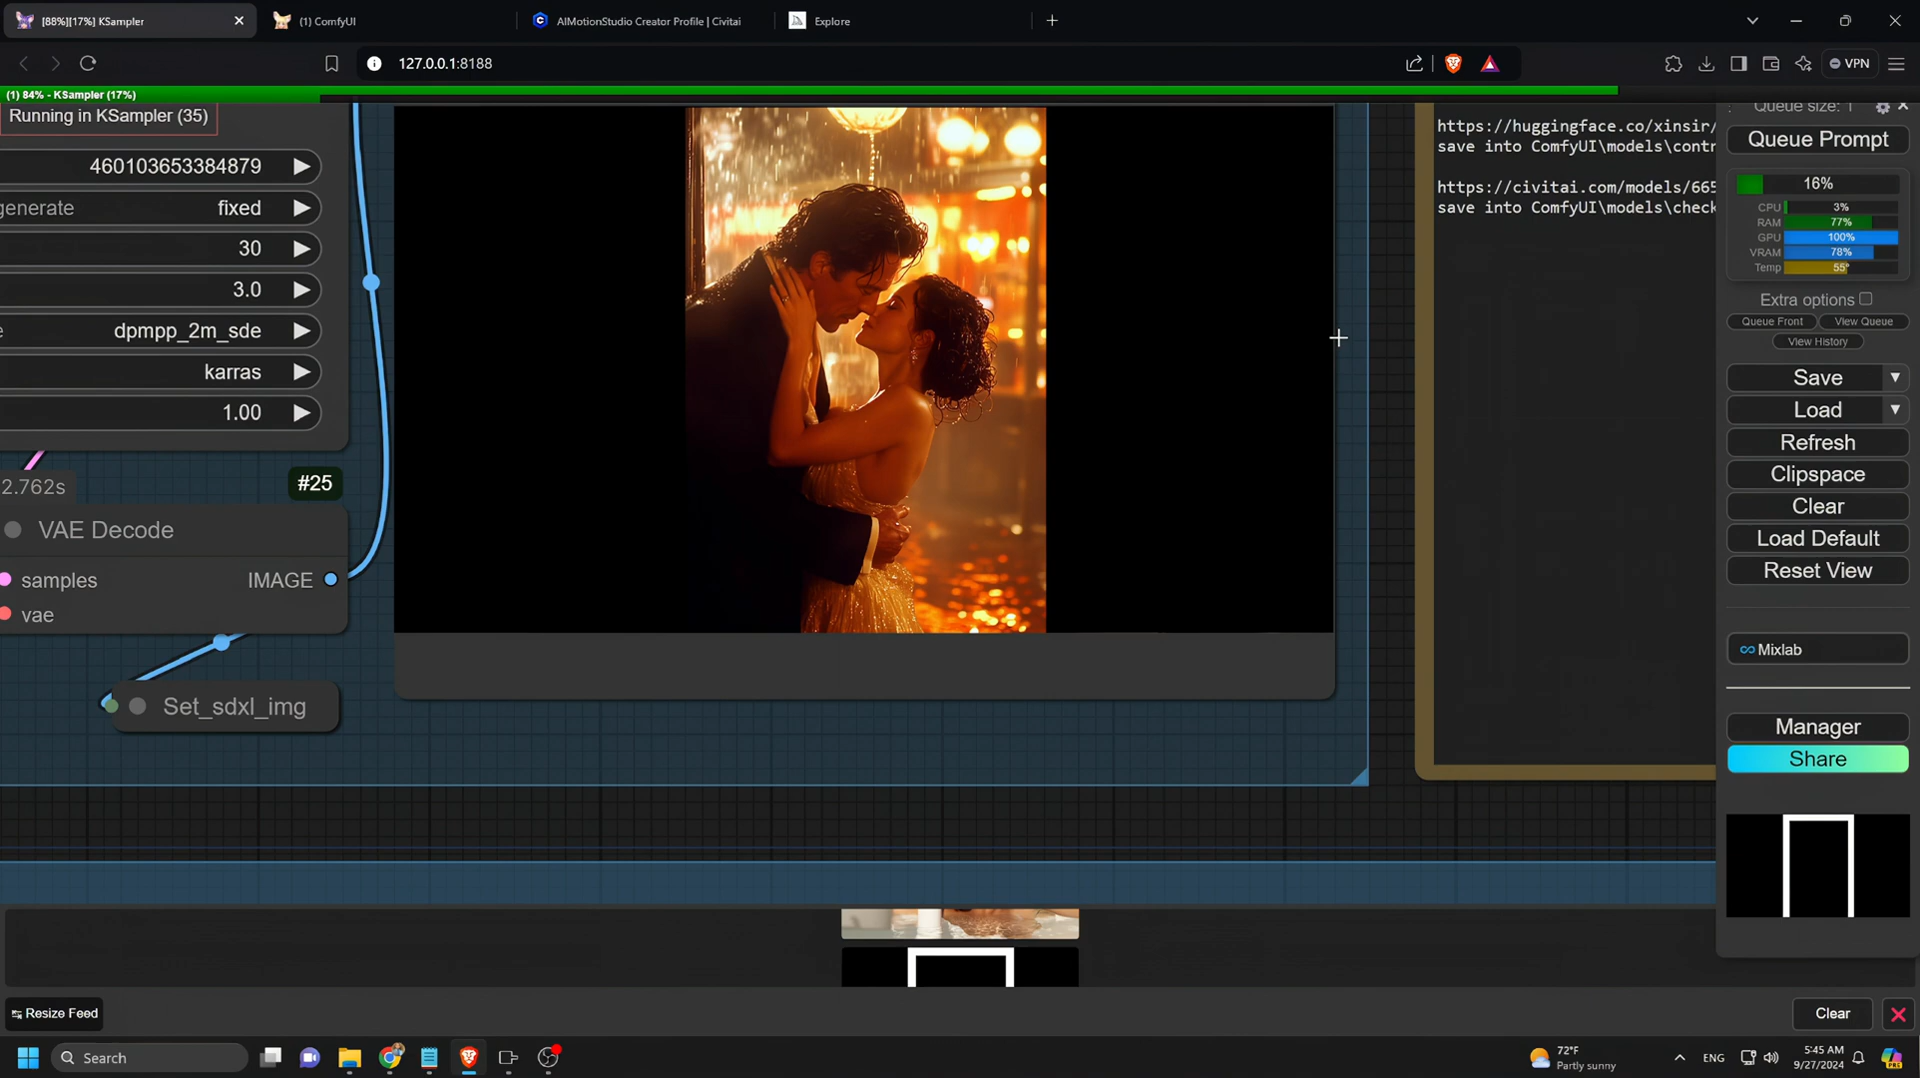 [88%][17%] KSampler
(1) ComfyUI
AIMotionStudio Creator Profile | Civitai
Explore
127.0.0.1:8188
VPN
(1) 84% - KSampler (17%)
Running in KSampler (35)
460103653384879
generate
fixed
30
3.0
dpmpp_2m_sde
karras
1.00
2.762s
#25
VAE Decode
samples
IMAGE
vae
Set_sdxl_img
https://huggingface.co/xinsir/
save into ComfyUI\models\contr
https://civitai.com/models/665
save into ComfyUI\models\check
Queue size: 1
Queue Prompt
16%
CPU 3%
RAM 77%
GPU 100%
VRAM 78%
Temp 55°
Extra options
Queue Front
View Queue
View History
Save
Load
Refresh
Clipspace
Clear
Load Default
Reset View
Mixlab
Manager
Share
Resize Feed
Clear
Search
72°F
Partly sunny
ENG
5:45 AM
9/27/2024